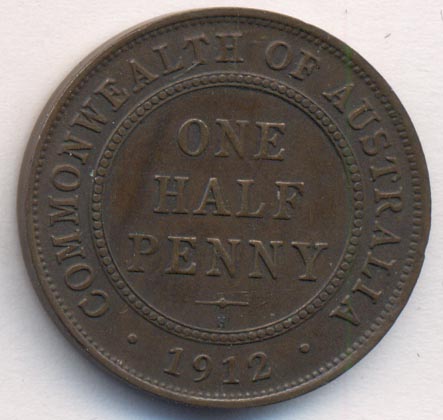 COMMONWEALTH OF AUSTRALIA
ONE
HALF
PENNY
· 1912 ·